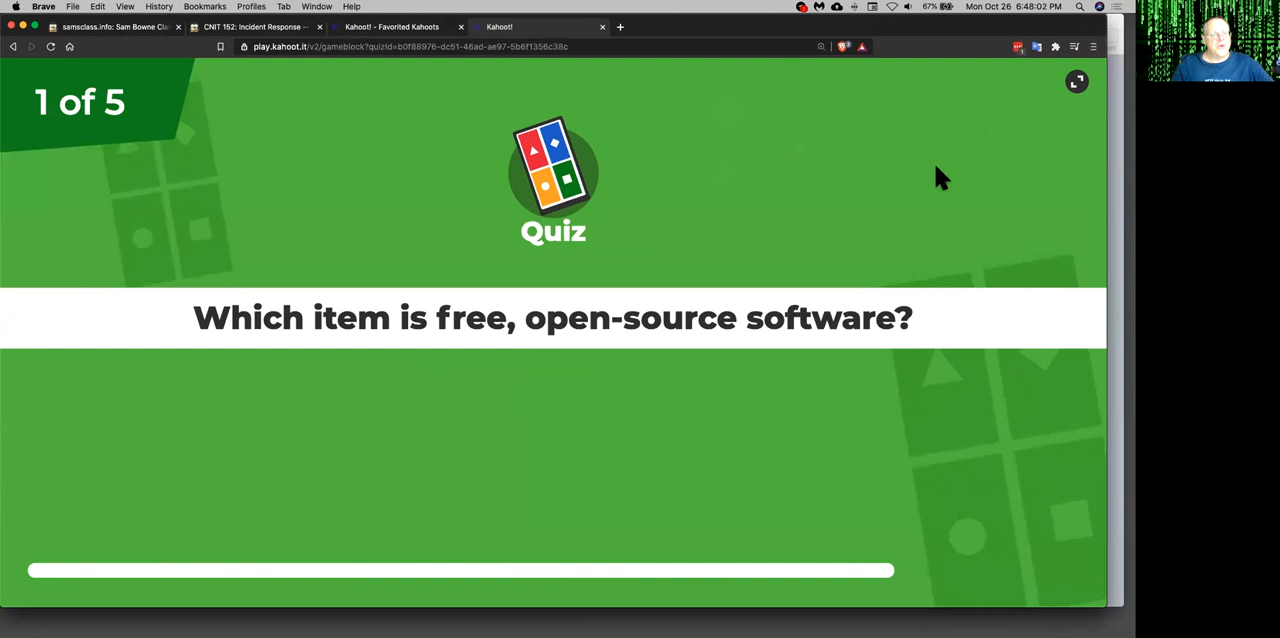 Brave File Edit View History Bookmarks Profiles Tab Window Help 67% Mon Oct 26 6:48:02 PM
samsclass.info: Sam Bowne Cla CNIT 152: Incident Response - Kahoot! - Favorited Kahoots Kahoot!
play.kahoot.it/v2/gameblock?quizId=b0f88976-dc51-46ad-ae97-5b6f1356c38c
1 of 5
Quiz
Which item is free, open-source software?